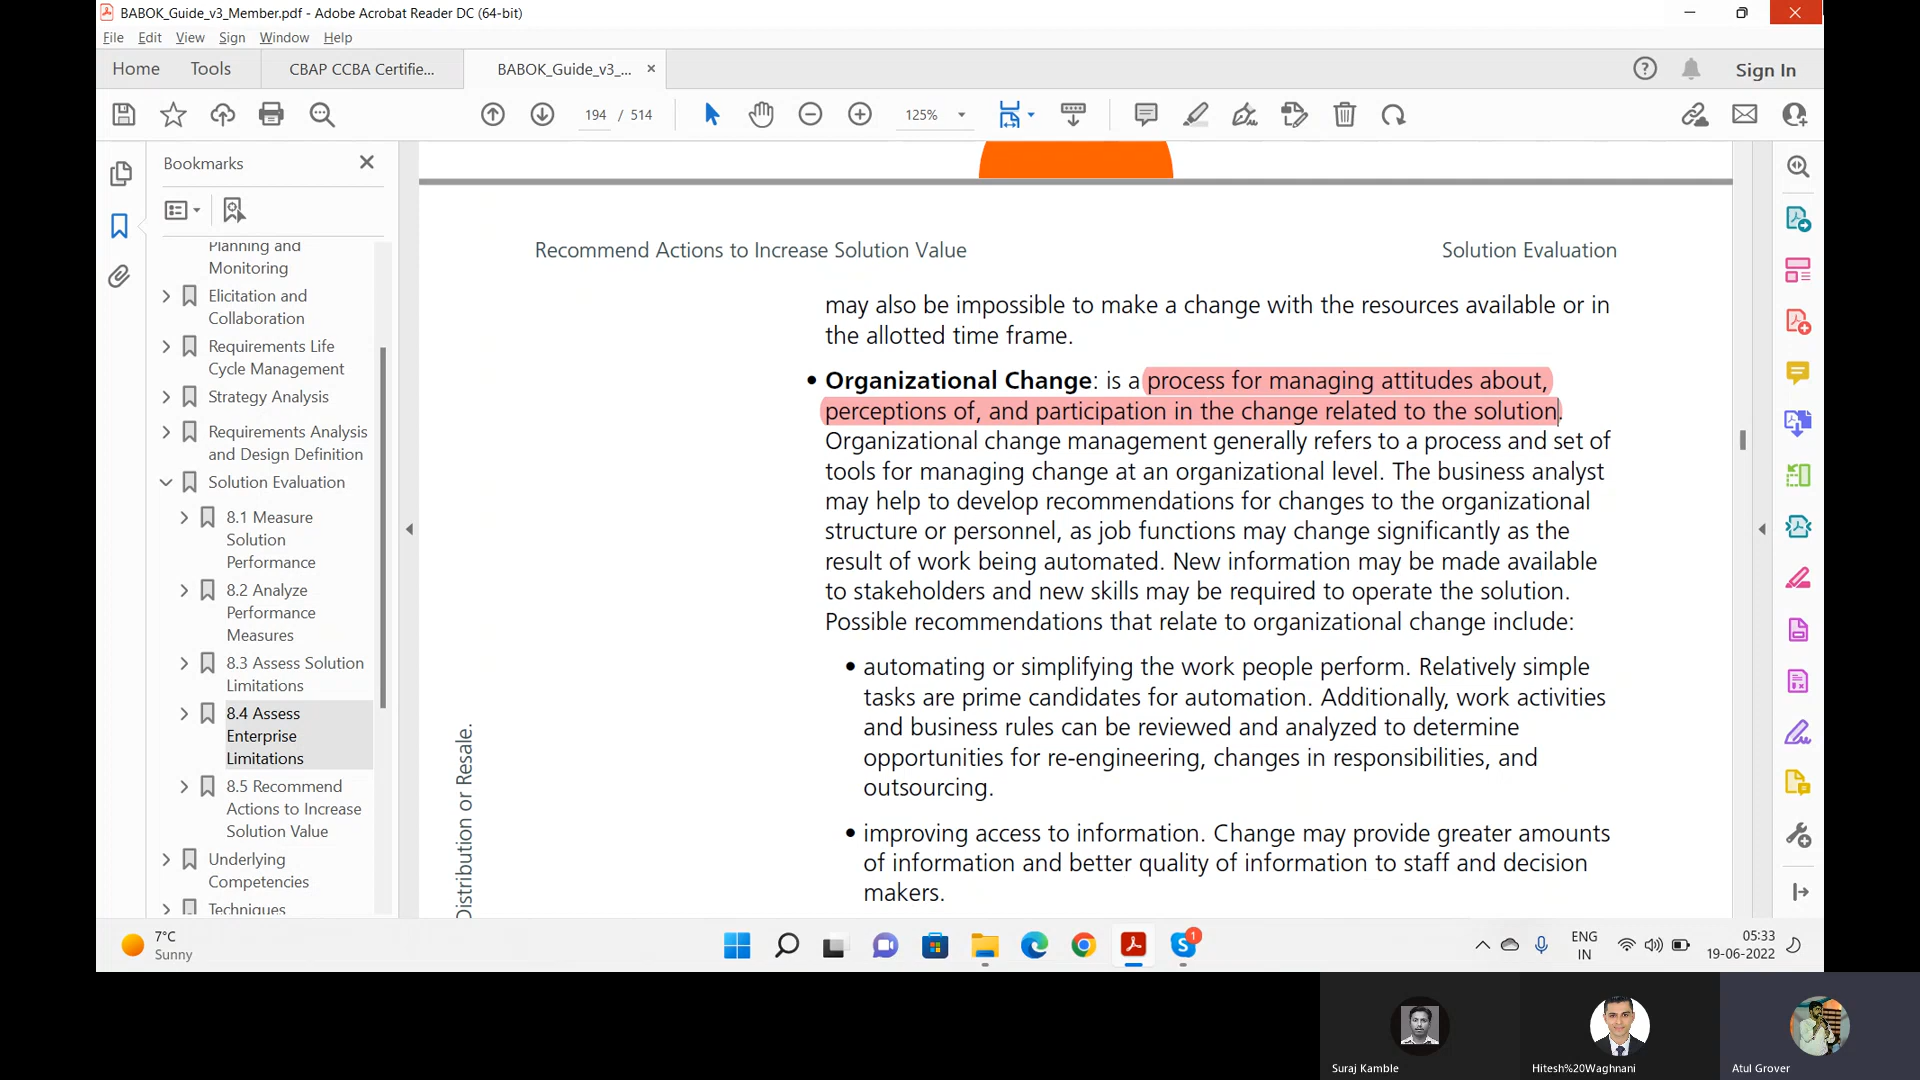 BABOK_Guide_v3_Member.pdf - Adobe Acrobat Reader DC (64-bit)
File Edit View Sign Window Help
Home Tools CBAP CCBA Certifie... BABOK_Guide_v3_... ×
Sign In
194 / 514 125%
Bookmarks
Planning and
Monitoring
Elicitation and
Collaboration
Requirements Life
Cycle Management
Strategy Analysis
Requirements Analysis
and Design Definition
Solution Evaluation
8.1 Measure
Solution
Performance
8.2 Analyze
Performance
Measures
8.3 Assess Solution
Limitations
8.4 Assess
Enterprise
Limitations
8.5 Recommend
Actions to Increase
Solution Value
Underlying
Competencies
Techniques
Recommend Actions to Increase Solution Value Solution Evaluation
may also be impossible to make a change with the resources available or in
the allotted time frame.
• Organizational Change: is a process for managing attitudes about,
perceptions of, and participation in the change related to the solution.
Organizational change management generally refers to a process and set of
tools for managing change at an organizational level. The business analyst
may help to develop recommendations for changes to the organizational
structure or personnel, as job functions may change significantly as the
result of work being automated. New information may be made available
to stakeholders and new skills may be required to operate the solution.
Possible recommendations that relate to organizational change include:
• automating or simplifying the work people perform. Relatively simple
tasks are prime candidates for automation. Additionally, work activities
and business rules can be reviewed and analyzed to determine
opportunities for re-engineering, changes in responsibilities, and
outsourcing.
• improving access to information. Change may provide greater amounts
of information and better quality of information to staff and decision
makers.
Distribution or Resale.
7°C
Sunny
1
ENG
IN
05:33
19-06-2022
Suraj Kamble
Hitesh%20Waghnani
Atul Grover